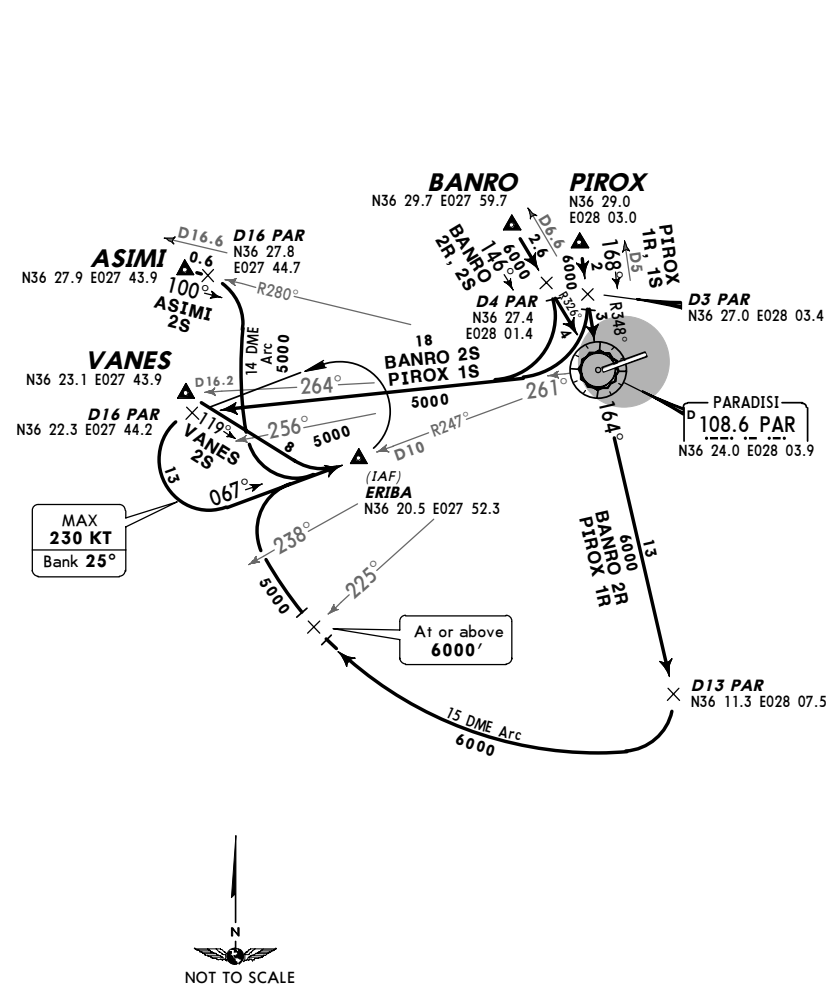 BANRO
N36 29.7 E027 59.7
PIROX
N36 29.0
E028 03.0
D16.6
D16 PAR
N36 27.8
E027 44.7
ASIMI
N36 27.9 E027 43.9
0.6
100°
ASIMI
2S
R280°
14 DME
Arc
5000
BANRO
2R, 2S
146°
6000
2.6
D6.6
6000
2
168°
D5
PIROX
1R, 1S
D4 PAR
N36 27.4
E028 01.4
R326°
4
3
R348°
D3 PAR
N36 27.0 E028 03.4
VANES
N36 23.1 E027 43.9
D16.2
264°
18
BANRO 2S
PIROX 1S
5000
261°
D16 PAR
N36 22.3 E027 44.2
119°
VANES
2S
256°
8
5000
R247°
D10
164°
PARADISI
D
108.6 PAR
N36 24.0 E028 03.9
(IAF)
ERIBA
N36 20.5 E027 52.3
13
067°
MAX
230 KT
Bank 25°
238°
225°
5000
BANRO 2R
PIROX 1R
6000
13
At or above
6000'
D13 PAR
N36 11.3 E028 07.5
15 DME Arc
6000
N
NOT TO SCALE